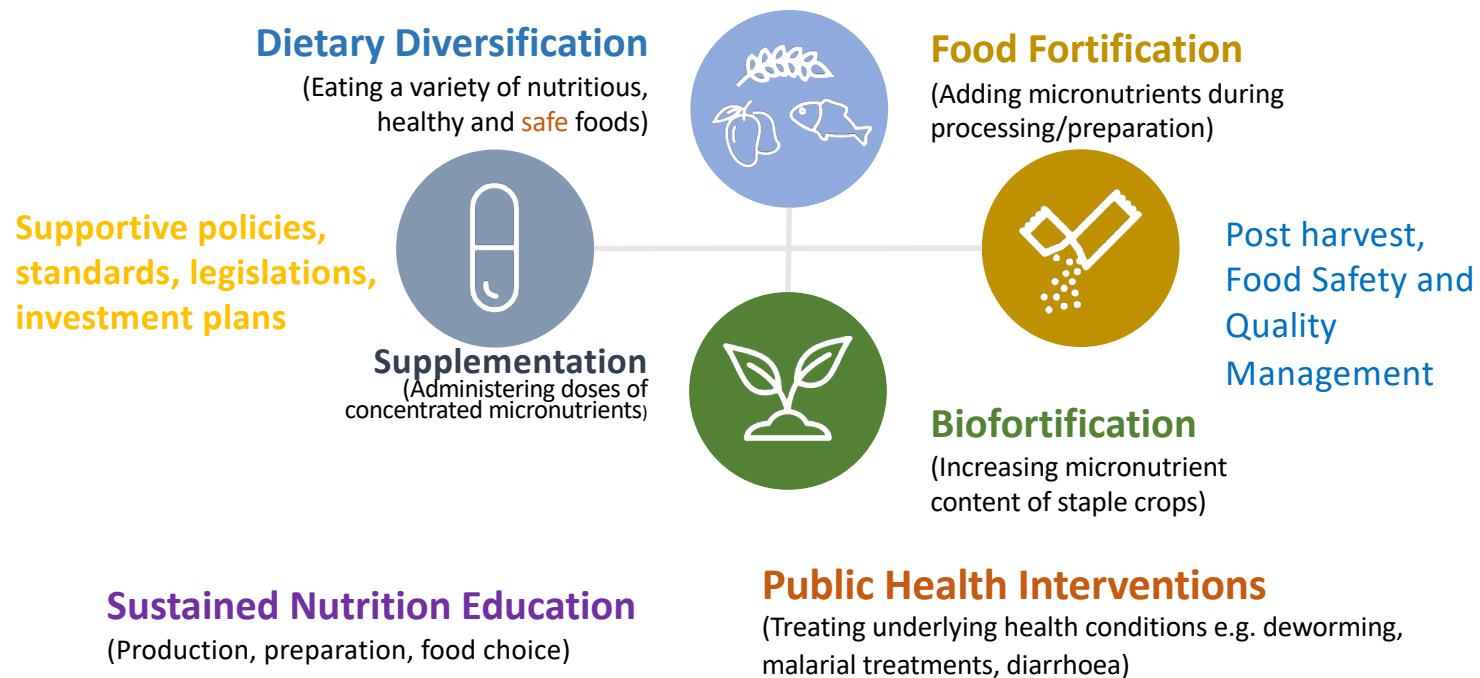 Dietary Diversification
(Eating a variety of nutritious,
healthy and safe foods)
Food Fortification
(Adding micronutrients during
processing/preparation)
Supportive policies,
standards, legislations,
investment plans
Post harvest,
Food Safety and
Quality
Management
Supplementation
(Administering doses of
concentrated micronutrients)
Biofortification
(Increasing micronutrient
content of staple crops)
Sustained Nutrition Education
(Production, preparation, food choice)
Public Health Interventions
(Treating underlying health conditions e.g. deworming,
malarial treatments, diarrhoea)